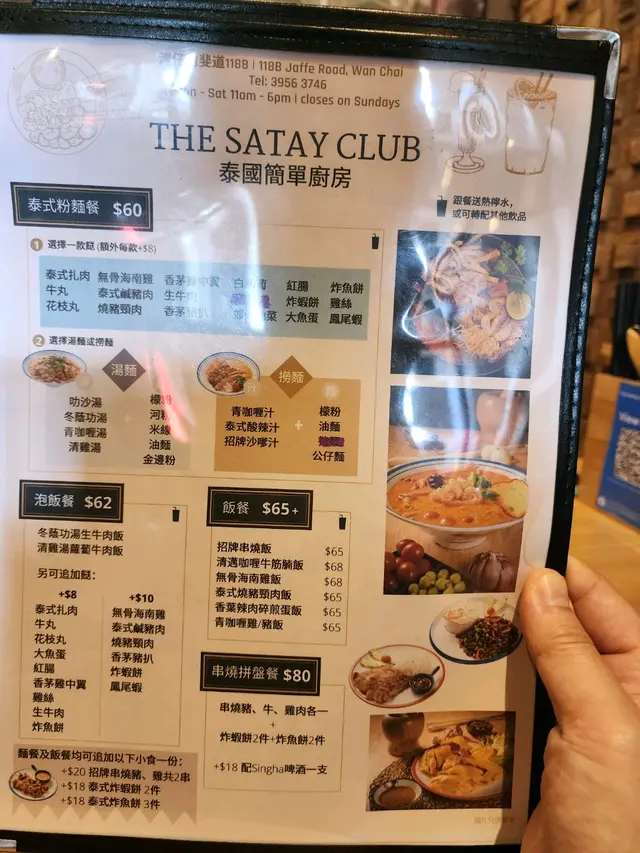 斐道118B | 118B Jaffe Road, Wan Chai
Tel: 3956 3746
- Sat 11am - 6pm | closes on Sundays
THE SATAY CLUB
泰國簡單廚房
跟餐送熱檸水，
或可轉配其他飲品
泰式粉麵餐 $60
1 選擇一款餸 (額外每款+$8)
泰式扎肉 無骨海南雞 香茅雞中翼 紅腸 炸魚餅
牛丸 泰式鹹豬肉 生牛肉 炸蝦餅 雞絲
花枝丸 燒豬頸肉 大魚蛋 鳳尾蝦
2 選擇湯麵或撈麵
湯麵
叻沙湯
冬蔭功湯
青咖喱湯
清雞湯
檬粉
河粉
米線
油麵
金邊粉
撈麵
青咖喱汁
泰式酸辣汁
招牌沙嗲汁
+
檬粉
油麵
公仔麵
泡飯餐 $62
冬蔭功湯生牛肉飯
清雞湯蘿蔔牛肉飯
另可追加餸：
+$8
泰式扎肉
牛丸
花枝丸
大魚蛋
紅腸
香茅雞中翼
雞絲
生牛肉
炸魚餅
+$10
無骨海南雞
泰式鹹豬肉
燒豬頸肉
香茅豬扒
炸蝦餅
鳳尾蝦
飯餐 $65+
招牌串燒飯 $65
清邁咖喱牛筋腩飯 $68
無骨海南雞飯 $68
泰式燒豬頸肉飯 $65
香葉辣肉碎煎蛋飯 $65
青咖喱雞/豬飯 $65
串燒拼盤餐 $80
串燒豬、牛、雞肉各一
+
炸蝦餅2件+炸魚餅2件
+$18 配Singha啤酒一支
麵餐及飯餐均可追加以下小食一份：
+$20 招牌串燒豬、雞共2串
+$18 泰式炸蝦餅 2件
+$18 泰式炸魚餅 3件